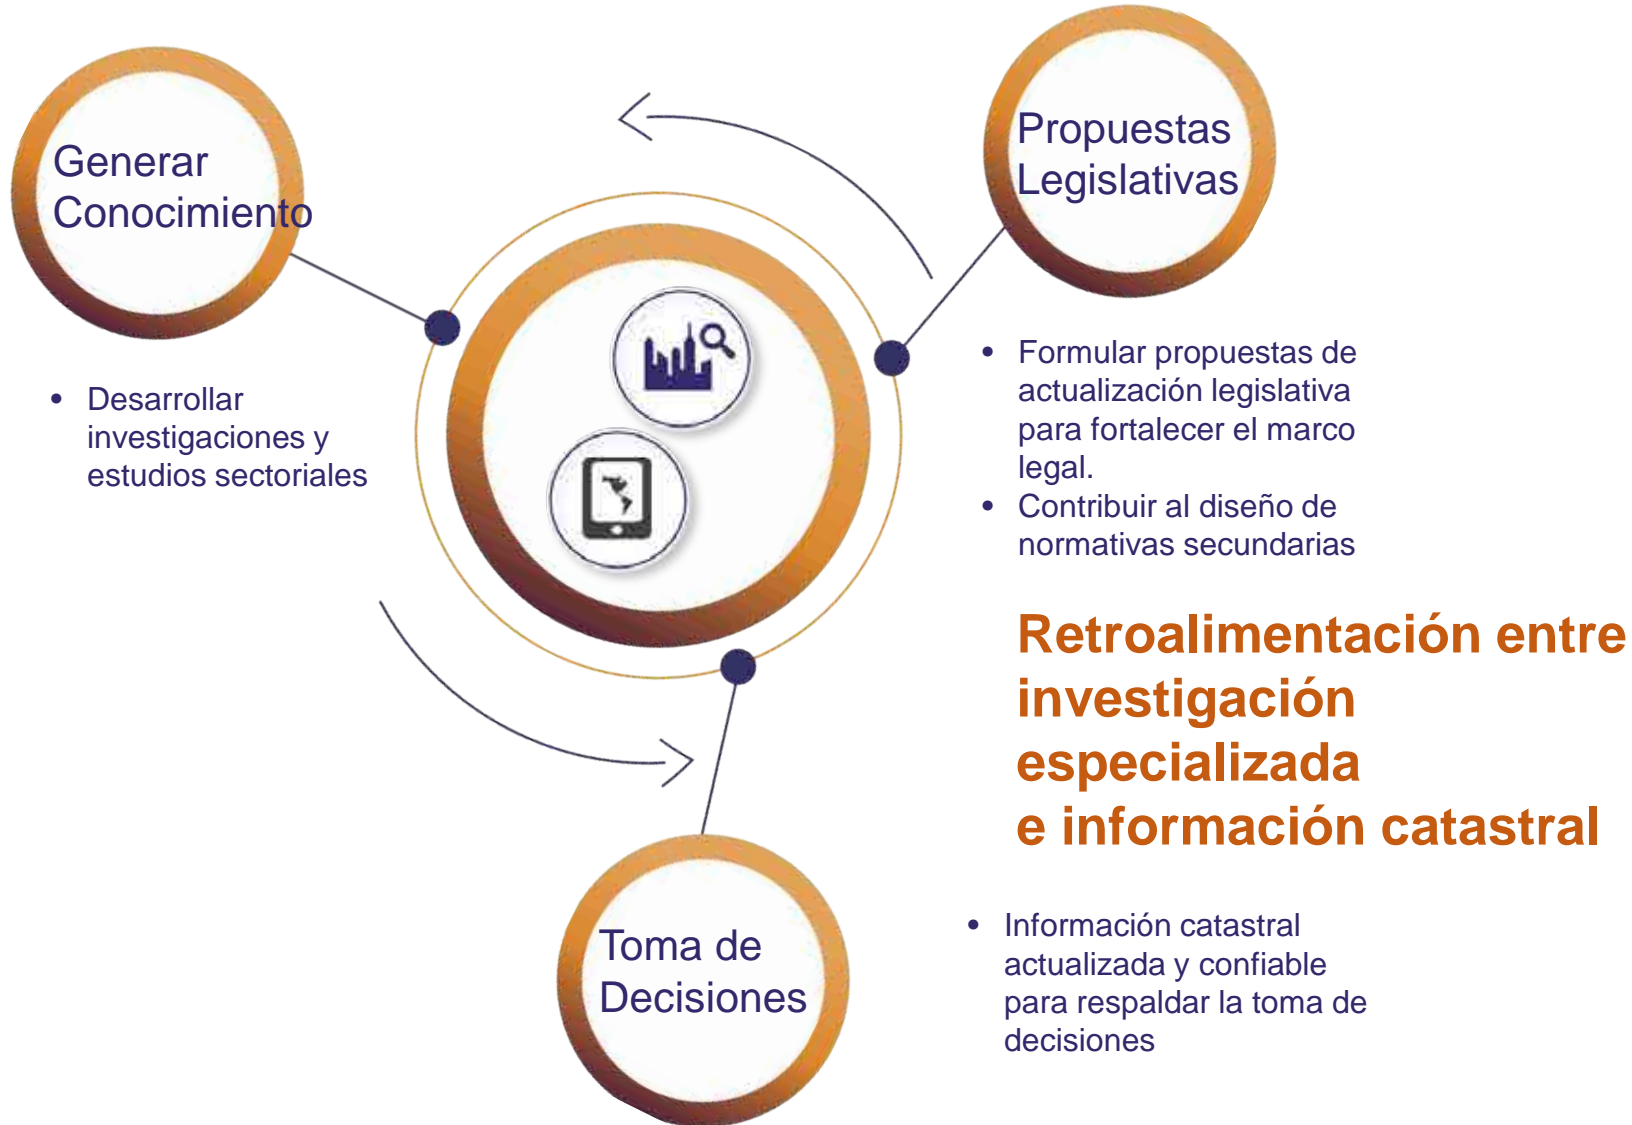 Generar
Conocimiento
• Desarrollar
investigaciones y
estudios sectoriales
Propuestas
Legislativas
• Formular propuestas de
actualización legislativa
para fortalecer el marco
legal.
• Contribuir al diseño de
normativas secundarias
Retroalimentación entre
investigación
especializada
e información catastral
Toma de
Decisiones
• Información catastral
actualizada y confiable
para respaldar la toma de
decisiones